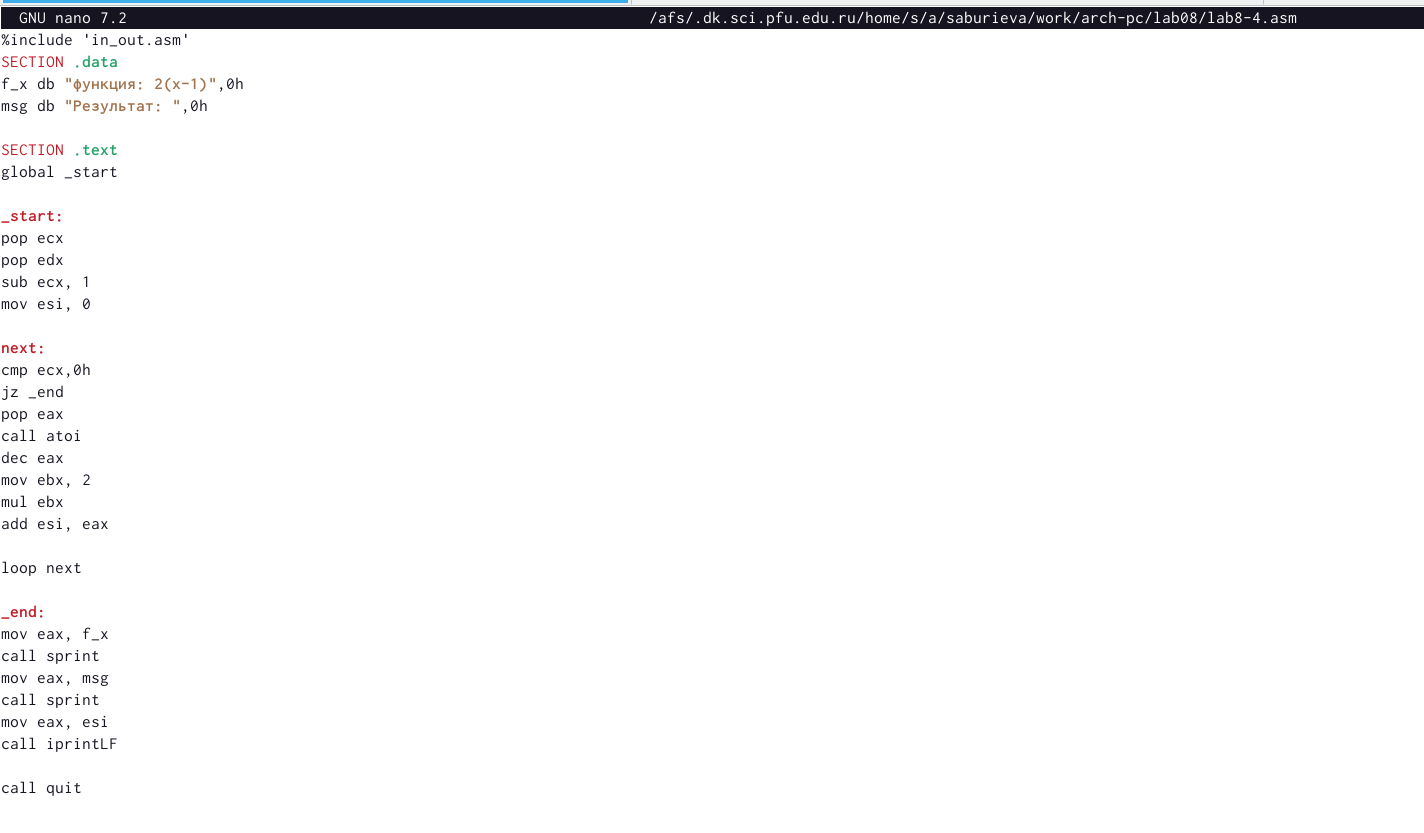 GNU nano 7.2 /afs/.dk.sci.pfu.edu.ru/home/s/a/saburieva/work/arch-pc/lab08/lab8-4.asm
%include 'in_out.asm'
SECTION .data
f_x db "функция: 2(x-1)",0h
msg db "Результат: ",0h
SECTION .text
global _start
_start:
pop ecx
pop edx
sub ecx, 1
mov esi, 0
next:
cmp ecx,0h
jz _end
pop eax
call atoi
dec eax
mov ebx, 2
mul ebx
add esi, eax
loop next
_end:
mov eax, f_x
call sprint
mov eax, msg
call sprint
mov eax, esi
call iprintLF
call quit